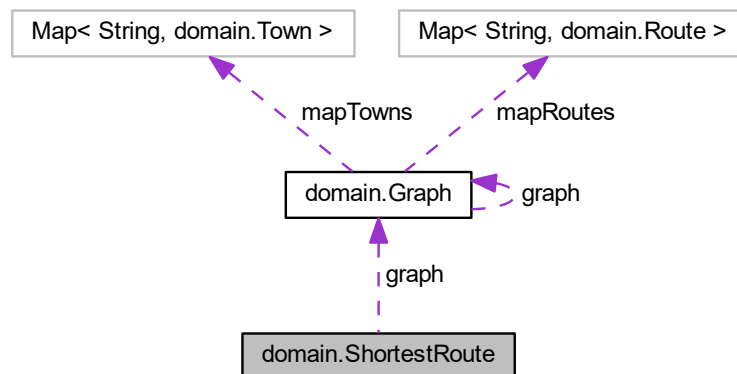 Map< String, domain.Town >
Map< String, domain.Route >
mapTowns
mapRoutes
domain.Graph
graph
graph
domain.ShortestRoute